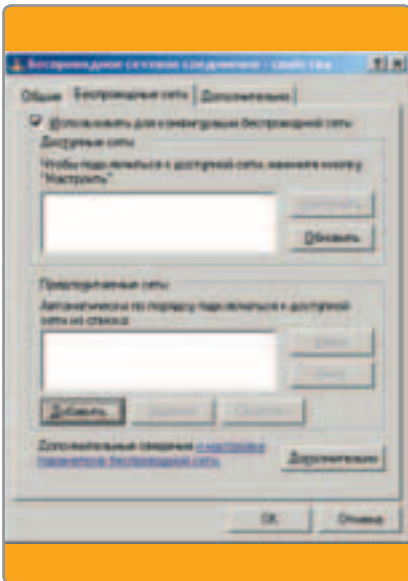 Беспроводное сетевое соединение - свойства
Общие Беспроводные сети Дополнительно
Использовать для конфигурации беспроводной сети
Доступные сети
Чтобы подключиться к доступной сети, нажмите кнопку
"Настроить".
Обновить
Предпочитаемые сети
Автоматически по порядку подключаться к доступной
сети из списка:
Добавить...
Удалить
Свойства
Дополнительные сведения о настройке
параметров беспроводной сети.
Дополнительно
OK
Отмена